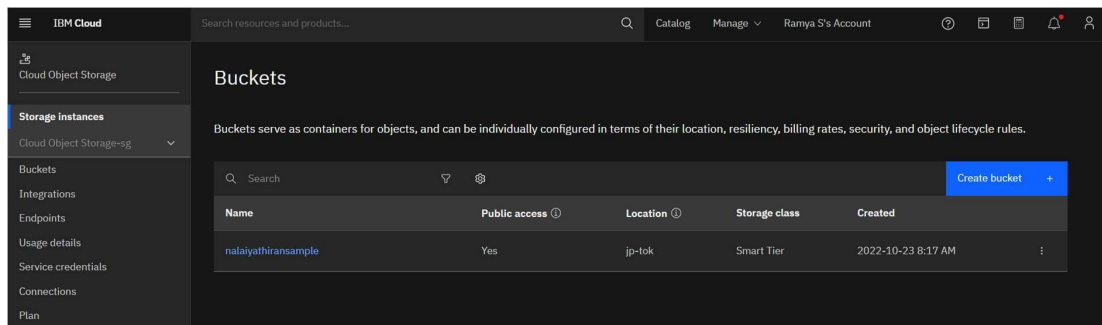 IBM Cloud
Search resources and products...
Catalog
Manage
Ramya S's Account
Cloud Object Storage
Storage instances
Cloud Object Storage-sg
Buckets
Integrations
Endpoints
Usage details
Service credentials
Connections
Plan
Buckets
Buckets serve as containers for objects, and can be individually configured in terms of their location, resiliency, billing rates, security, and object lifecycle rules.
Search
Create bucket +
Name Public access Location Storage class Created
nalaiyathiransample Yes jp-tok Smart Tier 2022-10-23 8:17 AM